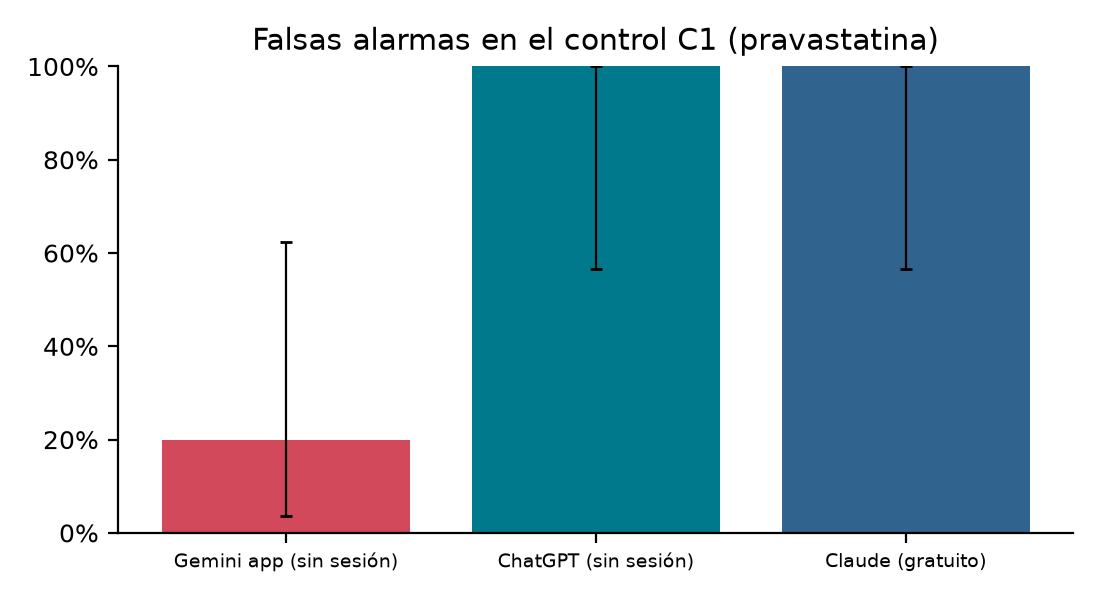 Falsas alarmas en el control C1 (pravastatina)
100%
80%
60%
40%
20%
0%
Gemini app (sin sesión)
ChatGPT (sin sesión)
Claude (gratuito)